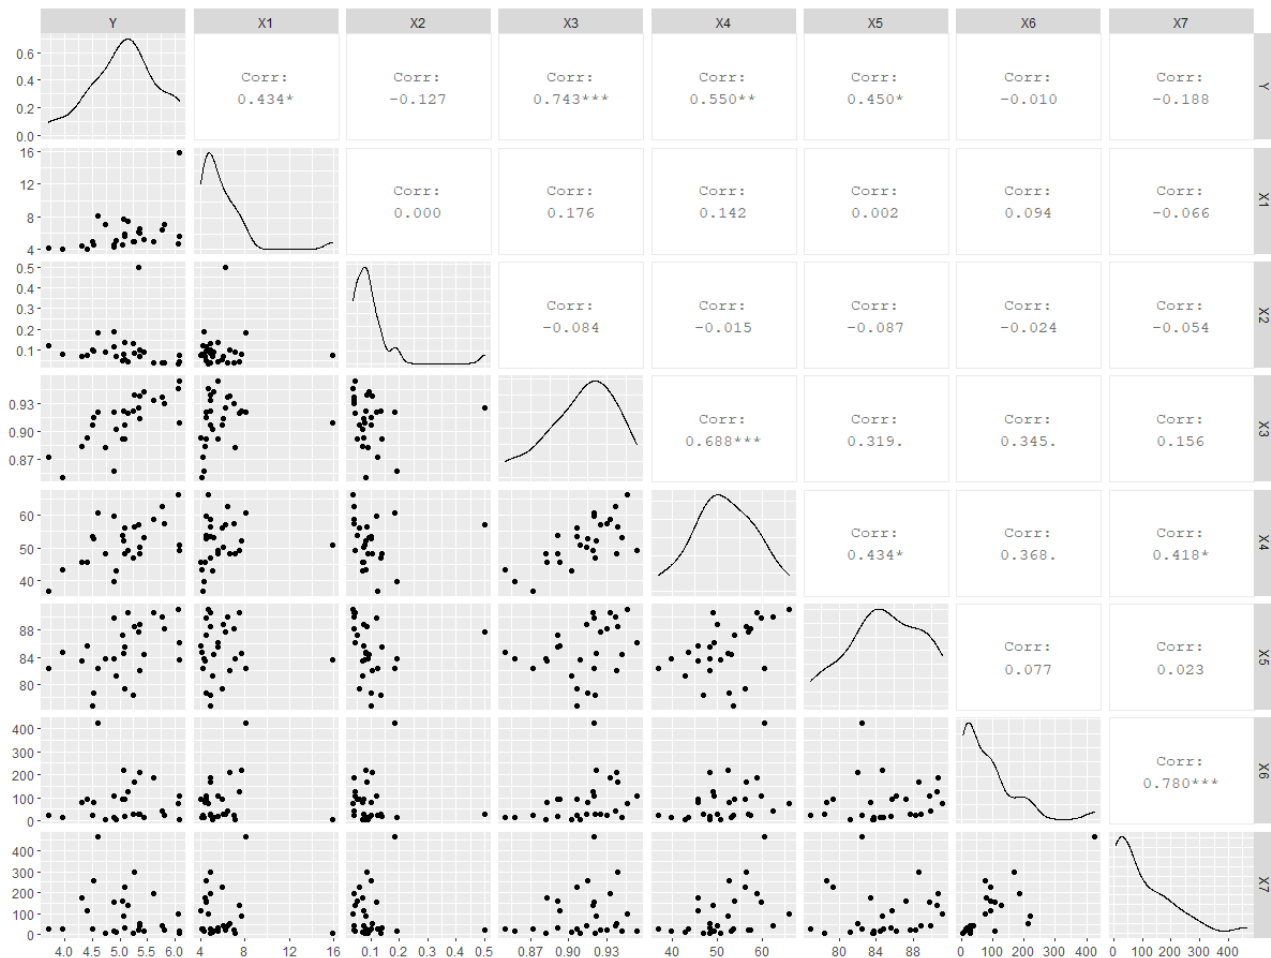 Y X1 X2 X3 X4 X5 X6 X7
0.6
0.4
0.2
0.0
Corr:
0.434*
Corr:
-0.127
Corr:
0.743***
Corr:
0.550**
Corr:
0.450*
Corr:
-0.010
Corr:
-0.188
Y
16
12
8
4
Corr:
0.000
Corr:
0.176
Corr:
0.142
Corr:
0.002
Corr:
0.094
Corr:
-0.066
X1
0.5
0.4
0.3
0.2
0.1
Corr:
-0.084
Corr:
-0.015
Corr:
-0.087
Corr:
-0.024
Corr:
-0.054
X2
0.93
0.90
0.87
Corr:
0.688***
Corr:
0.319.
Corr:
0.345.
Corr:
0.156
X3
60
50
40
Corr:
0.434*
Corr:
0.368.
Corr:
0.418*
X4
88
84
80
Corr:
0.077
Corr:
0.023
X5
400
300
200
100
0
Corr:
0.780***
X6
400
300
200
100
0
X7
4.0 4.5 5.0 5.5 6.0 4 8 12 16 0.1 0.2 0.3 0.4 0.5 0.87 0.90 0.93 40 50 60 80 84 88 0 100 200 300 400 0 100 200 300 400